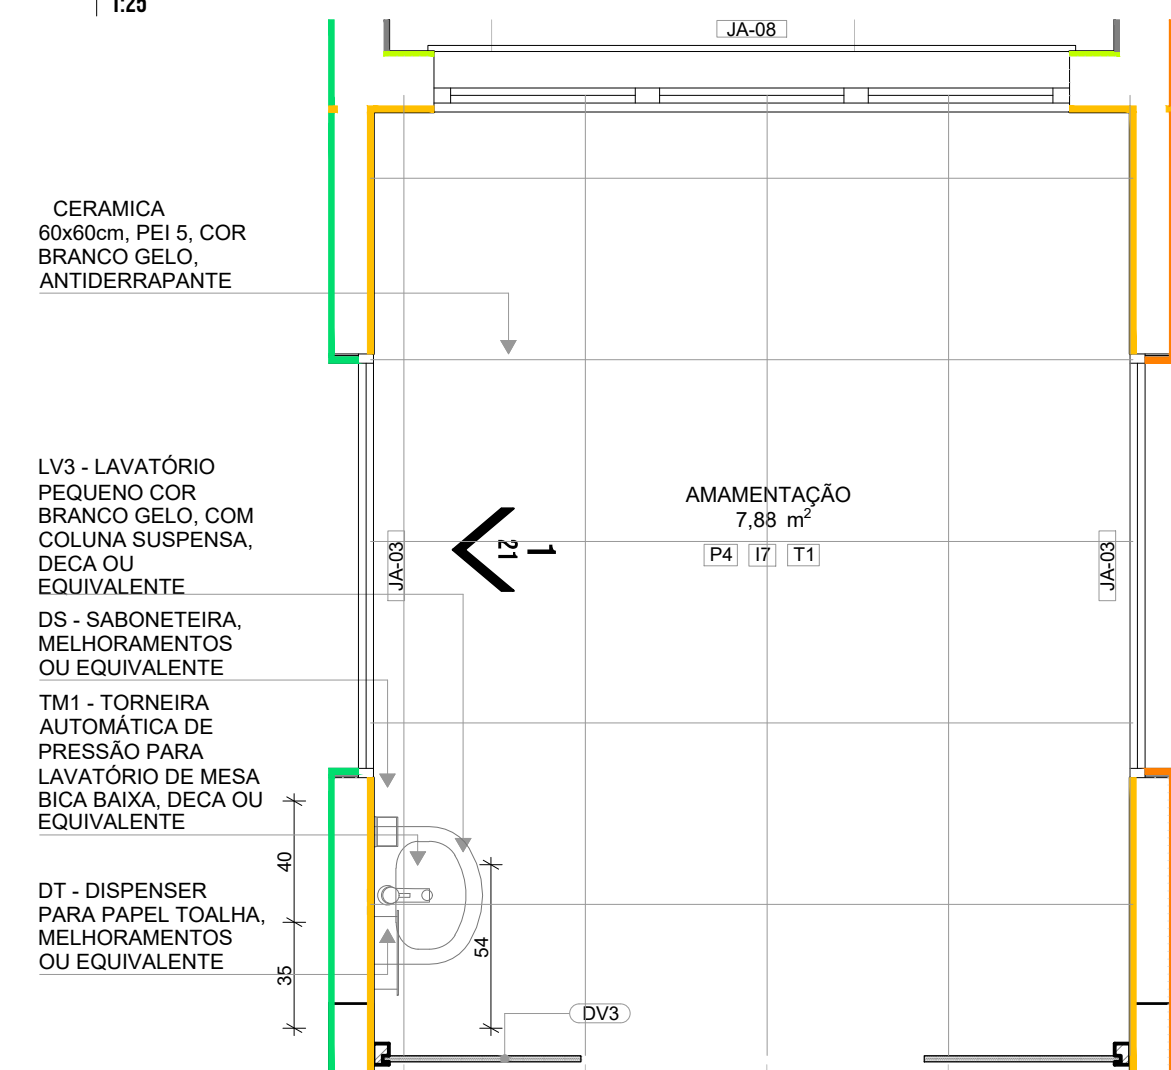 1:25
JA-08
CERAMICA
60x60cm, PEI 5, COR
BRANCO GELO,
ANTIDERRAPANTE
LV3 - LAVATÓRIO
PEQUENO COR
BRANCO GELO, COM
COLUNA SUSPENSA,
DECA OU
EQUIVALENTE
DS - SABONETEIRA,
MELHORAMENTOS
OU EQUIVALENTE
TM1 - TORNEIRA
AUTOMÁTICA DE
PRESSÃO PARA
LAVATÓRIO DE MESA
BICA BAIXA, DECA OU
EQUIVALENTE
DT - DISPENSER
PARA PAPEL TOALHA,
MELHORAMENTOS
OU EQUIVALENTE
40
35
JA-03
1
21
AMAMENTAÇÃO
7,88 m²
P4 I7 T1
JA-03
54
DV3